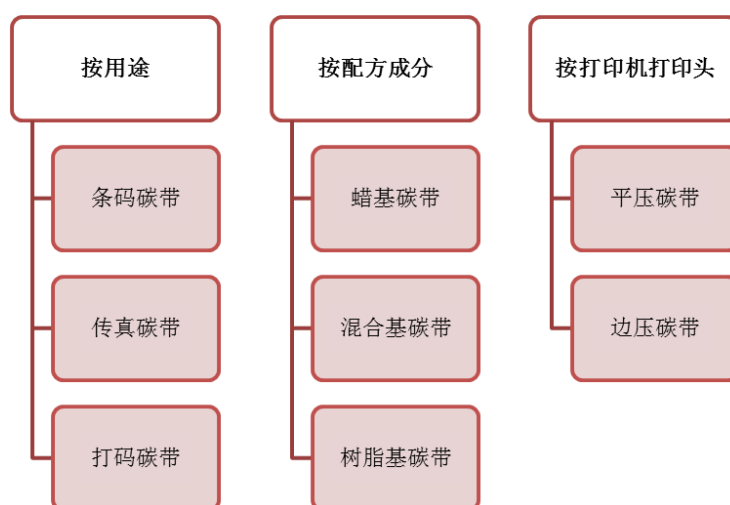 按用途
条码碳带
传真碳带
打码碳带
按配方成分
蜡基碳带
混合基碳带
树脂基碳带
按打印机打印头
平压碳带
边压碳带